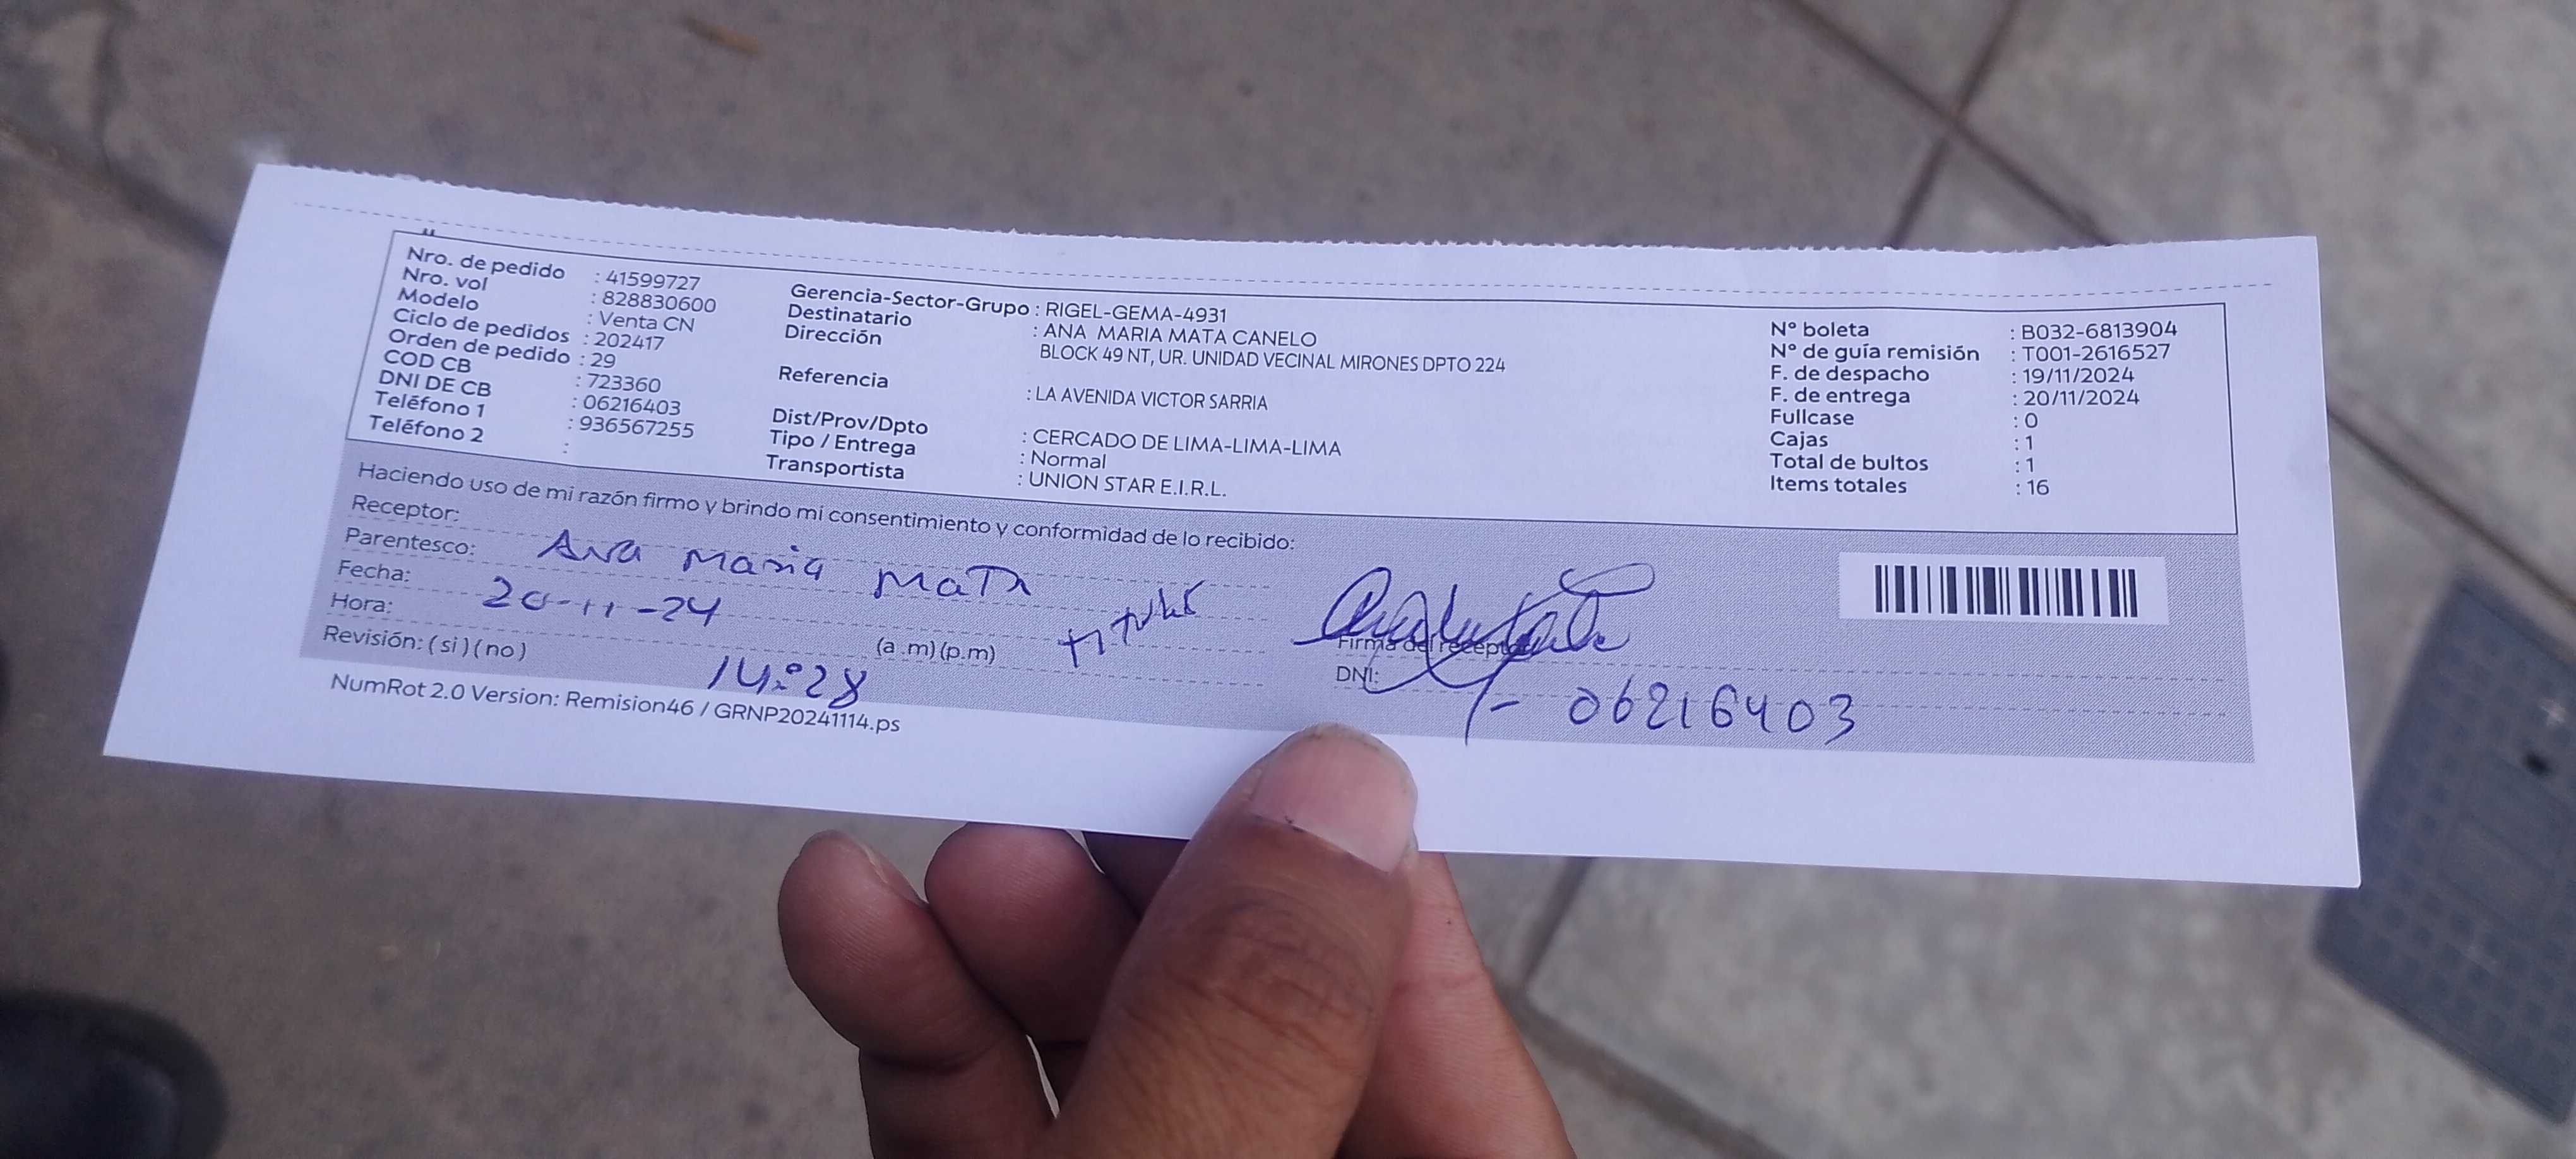 Nro. de pedido : 41599727
Nro. vol : 828830600
Modelo : Venta CN
Ciclo de pedidos : 202417
Orden de pedido : 29
COD CB : 723360
DNI DE CB : 06216403
Teléfono 1 : 936567255
Teléfono 2 :
Gerencia-Sector-Grupo : RIGEL-GEMA-4931
Destinatario : ANA MARIA MATA CANELO
Dirección BLOCK 49 NT, UR. UNIDAD VECINAL MIRONES DPTO 224
Referencia : LA AVENIDA VICTOR SARRIA
Dist/Prov/Dpto : CERCADO DE LIMA-LIMA-LIMA
Tipo / Entrega : Normal
Transportista : UNION STAR E.I.R.L.
N° boleta : B032-6813904
N° de guía remisión : T001-2616527
F. de despacho : 19/11/2024
F. de entrega : 20/11/2024
Fullcase : 0
Cajas : 1
Total de bultos : 1
Items totales : 16
Haciendo uso de mi razón firmo y brindo mi consentimiento y conformidad de lo recibido:
Receptor: Ana Maria Mata
Parentesco: Titular
Fecha: 20-11-24
Hora: 14:28 (a .m) (p.m)
Revisión: ( si ) ( no )
Firma del receptor
DNI: 06216403
NumRot 2.0 Version: Remision46 / GRNP20241114.ps